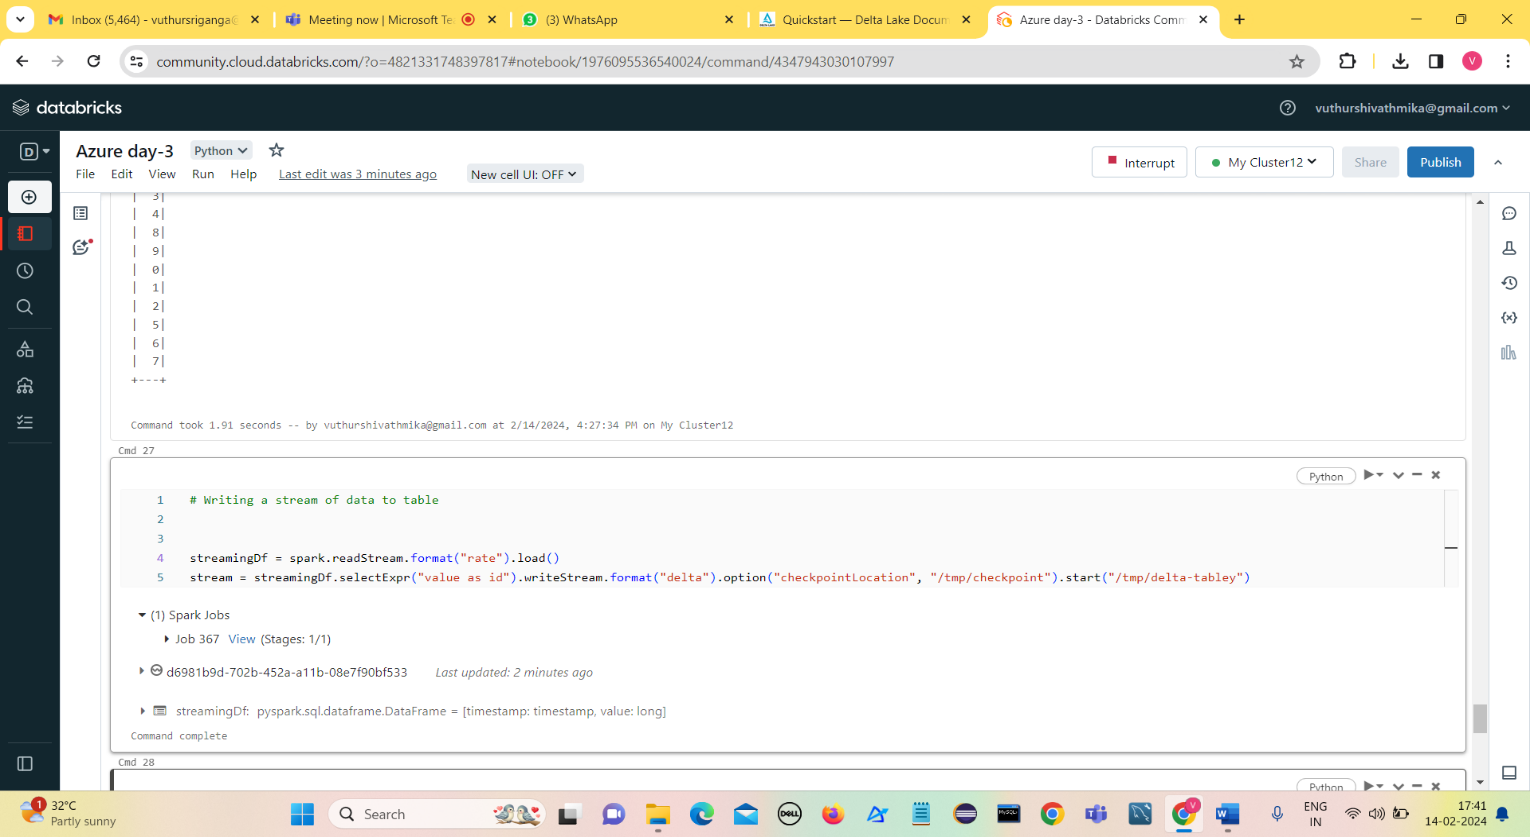 Inbox (5,464) - vuthursriganga@
Meeting now | Microsoft Te
3
(3) WhatsApp
Quickstart — Delta Lake Docum
Azure day-3 - Databricks Comm
community.cloud.databricks.com/?o=4821331748397817#notebook/1976095536540024/command/4347943030107997
V
databricks
vuthurshivathmika@gmail.com
D
Azure day-3
Python
File Edit View Run Help Last edit was 3 minutes ago
New cell UI: OFF
Interrupt
My Cluster12
Share
Publish
| 3|
| 4|
| 8|
| 9|
| 0|
| 1|
| 2|
| 5|
| 6|
| 7|
+---+
Command took 1.91 seconds -- by vuthurshivathmika@gmail.com at 2/14/2024, 4:27:34 PM on My Cluster12
Cmd 27
Python
1 # Writing a stream of data to table
2
3
4 streamingDf = spark.readStream.format("rate").load()
5 stream = streamingDf.selectExpr("value as id").writeStream.format("delta").option("checkpointLocation", "/tmp/checkpoint").start("/tmp/delta-tabley")
(1) Spark Jobs
Job 367 View (Stages: 1/1)
d6981b9d-702b-452a-a11b-08e7f90bf533 Last updated: 2 minutes ago
streamingDf: pyspark.sql.dataframe.DataFrame = [timestamp: timestamp, value: long]
Command complete
Cmd 28
Python
1
32°C
Partly sunny
Search
DELL
MySQL
V
W
ENG
IN
17:41
14-02-2024